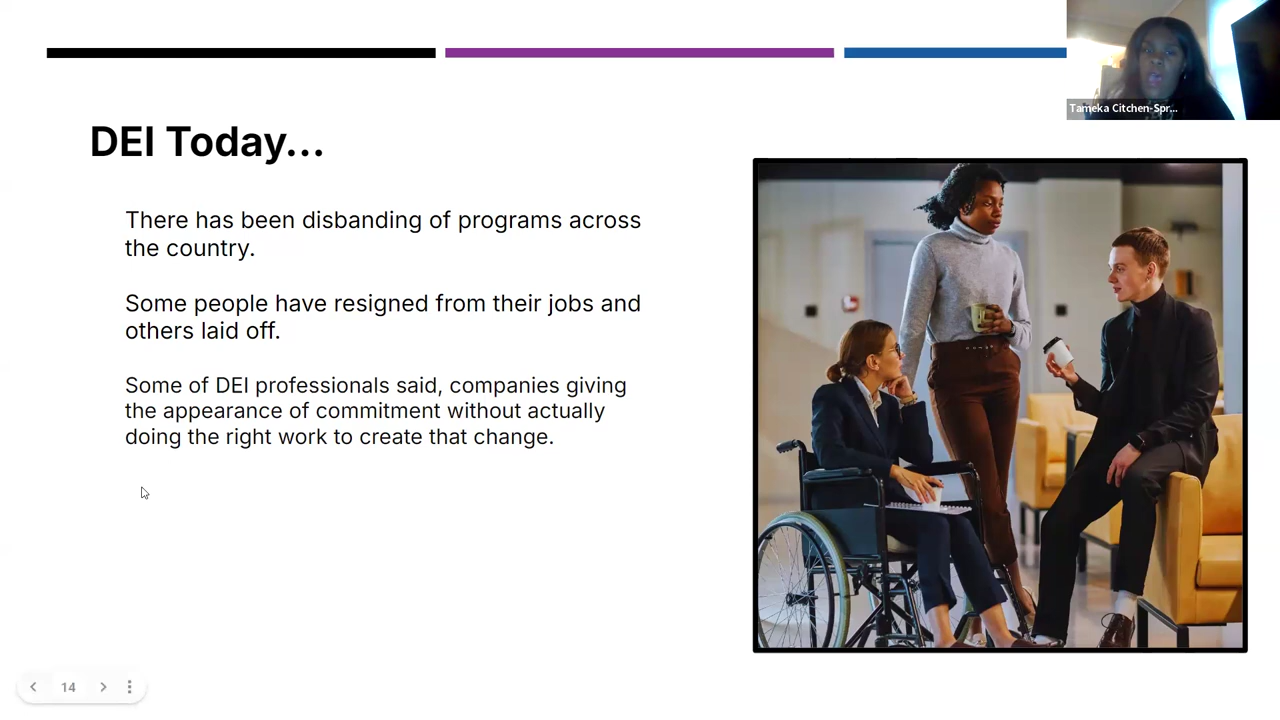 Tameka Citchen-Spr...
DEI Today...
There has been disbanding of programs across
the country.
Some people have resigned from their jobs and
others laid off.
Some of DEI professionals said, companies giving
the appearance of commitment without actually
doing the right work to create that change.
14